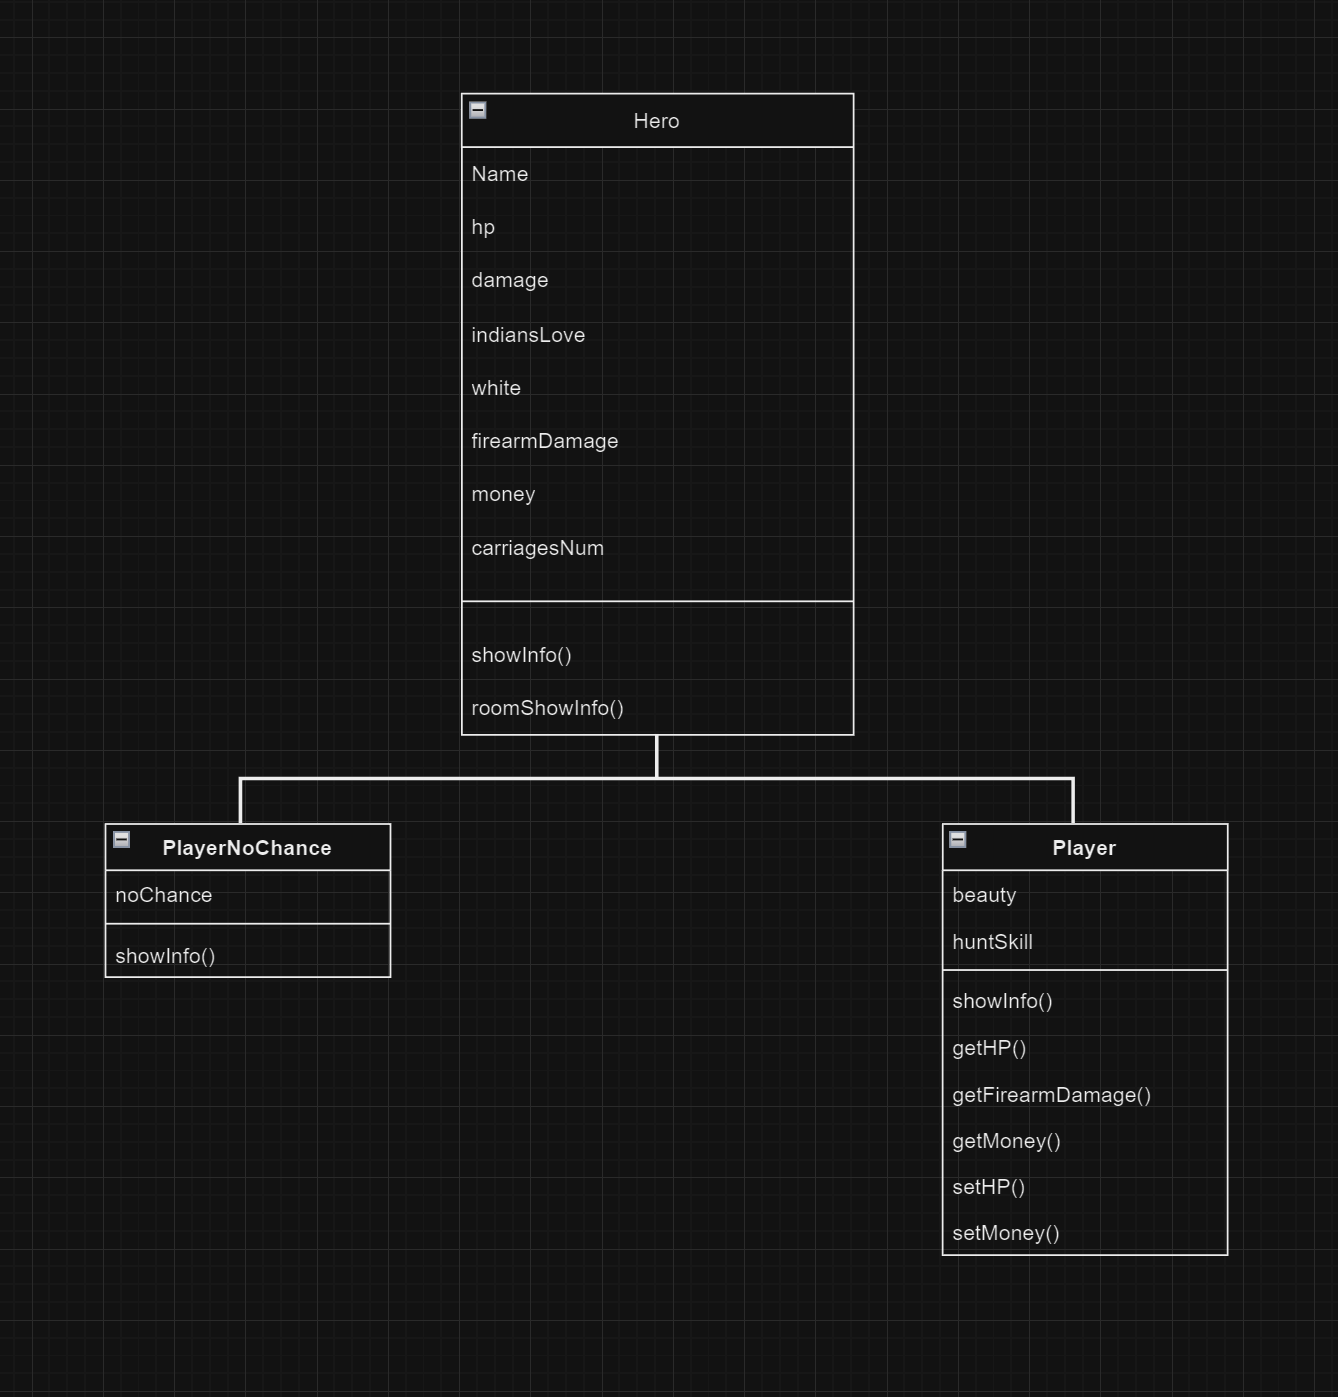 Hero
Name
hp
damage
indiansLove
white
firearmDamage
money
carriagesNum
showInfo()
roomShowInfo()
PlayerNoChance
noChance
showInfo()
Player
beauty
huntSkill
showInfo()
getHP()
getFirearmDamage()
getMoney()
setHP()
setMoney()